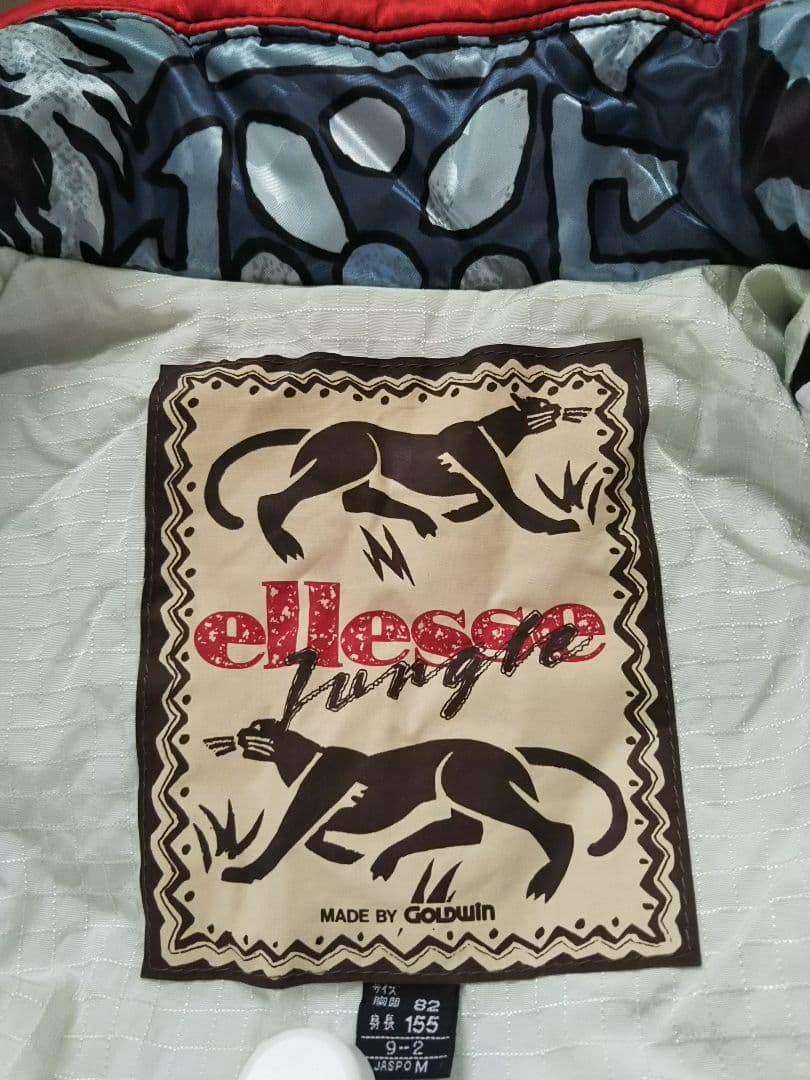 ellesse
Jungle
MADE BY GOLDWIN
サイズ
胸囲 82
身長 155
9-2
JASPO M